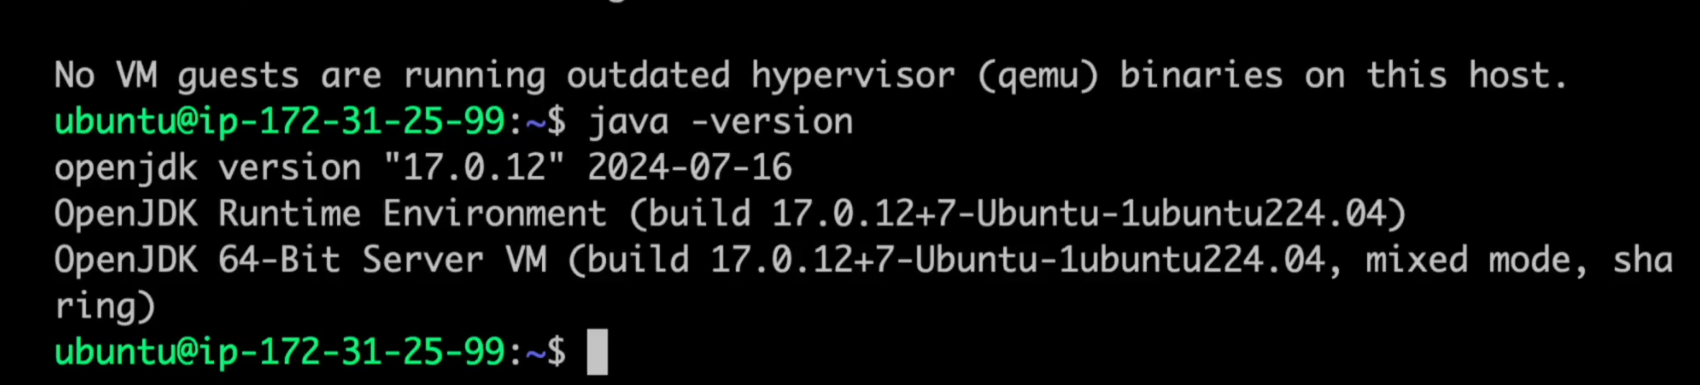 No VM guests are running outdated hypervisor (qemu) binaries on this host.
ubuntu@ip-172-31-25-99:~$ java -version
openjdk version "17.0.12" 2024-07-16
OpenJDK Runtime Environment (build 17.0.12+7-Ubuntu-1ubuntu224.04)
OpenJDK 64-Bit Server VM (build 17.0.12+7-Ubuntu-1ubuntu224.04, mixed mode, sha
ring)
ubuntu@ip-172-31-25-99:~$